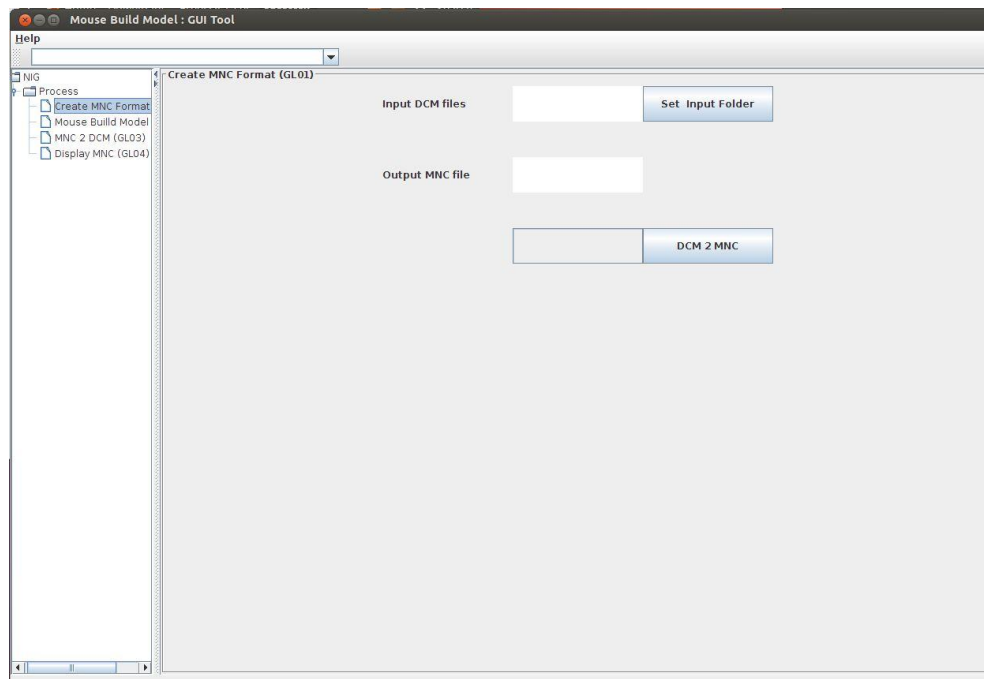 Mouse Build Model : GUI Tool
Help
NIG
Process
Create MNC Format
Mouse Builld Model
MNC 2 DCM (GL03)
Display MNC (GL04)
Create MNC Format (GL01)
Input DCM files
Set Input Folder
Output MNC file
DCM 2 MNC